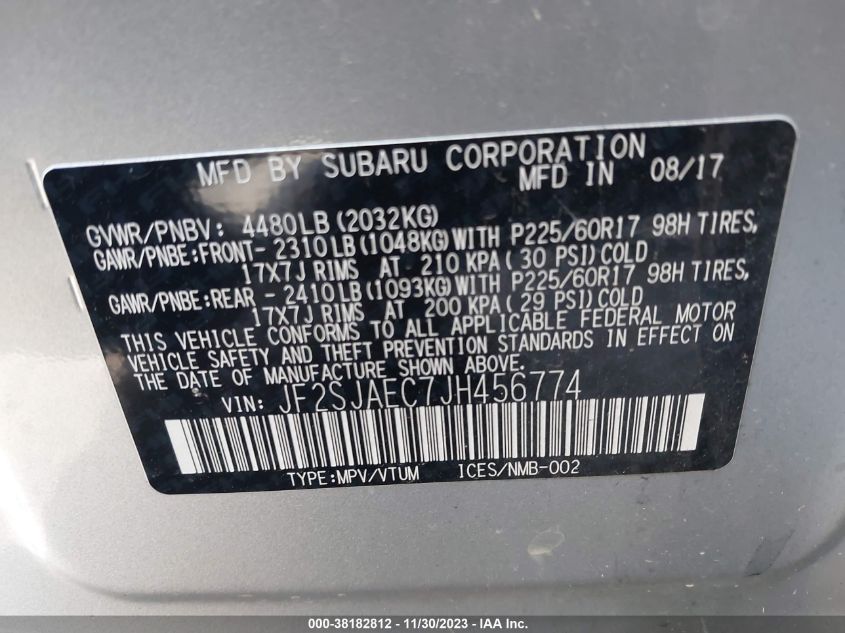 MFD BY SUBARU CORPORATION
MFD IN 08/17
GVWR/PNBV: 4480LB(2032KG)
GAWR/PNBE:FRONT- 2310LB(1048KG)WITH P225/60R17 98H TIRES,
17X7J RIMS AT 210 KPA( 30 PSI)COLD
GAWR/PNBE:REAR - 2410LB(1093KG)WITH P225/60R17 98H TIRES,
17X7J RIMS AT 200 KPA( 29 PSI)COLD
THIS VEHICLE CONFORMS TO ALL APPLICABLE FEDERAL MOTOR
VEHICLE SAFETY AND THEFT PREVENTION STANDARDS IN EFFECT ON
THE DATE OF MANUFACTURE SHOWN ABOVE.
VIN: JF2SJAEC7JH456774
TYPE:MPV/VTUM ICES/NMB-002
000-38182812 - 11/30/2023 - IAA Inc.